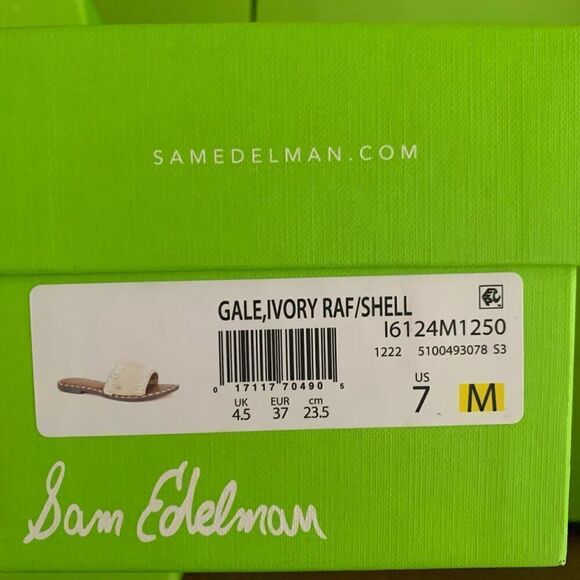 SAMEDELMAN.COM
GALE,IVORY RAF/SHELL
I6124M1250
1222 5100493078 S3
0 17117 70490 5
UK EUR cm
4.5 37 23.5
US
7 M
Sam Edelman